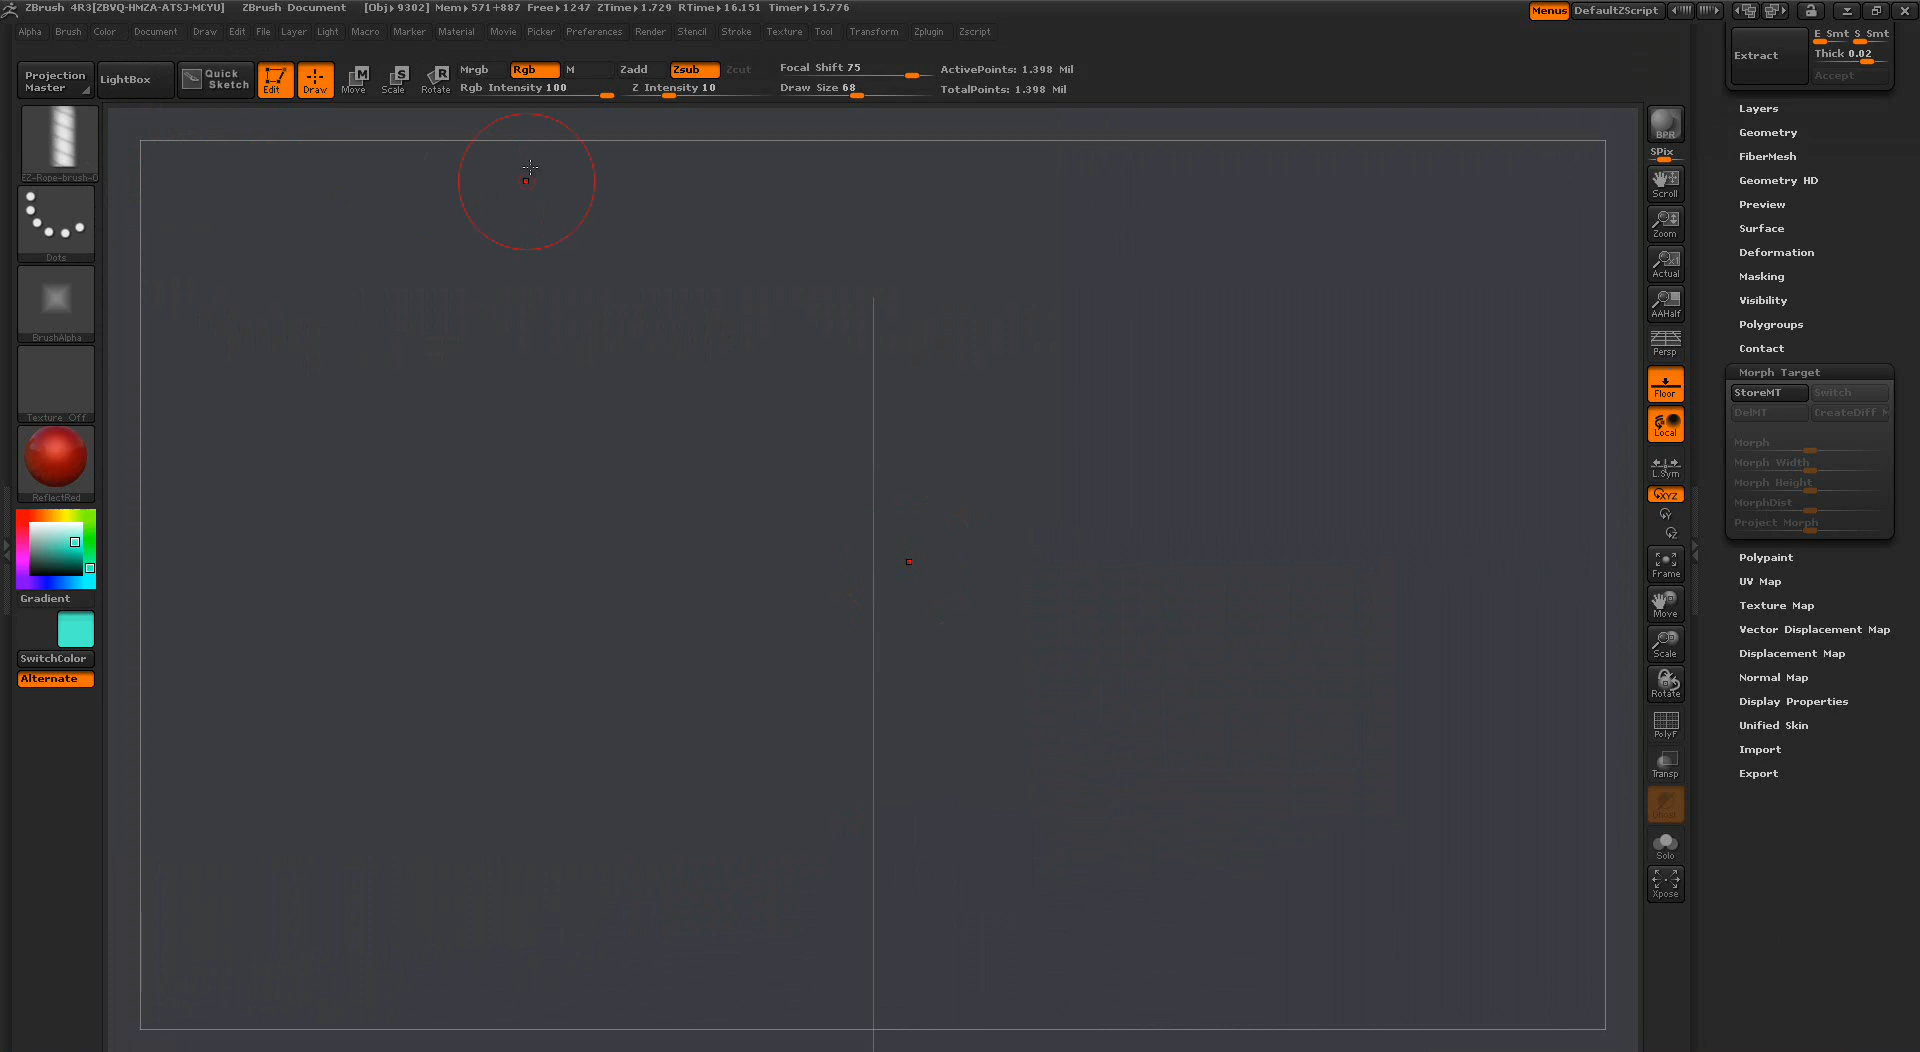 ZBrush 4R3[ZBVQ-HMZA-ATSJ-MCYU] ZBrush Document [Obj▸ 9302] Mem▸571+887 Free▸1247 ZTime▸1.729 RTime▸16.151 Timer▸15.776 Menus DefaultZScript
Alpha Brush Color Document Draw Edit File Layer Light Macro Marker Material Movie Picker Preferences Render Stencil Stroke Texture Tool Transform Zplugin Zscript
Projection Master
LightBox
Quick Sketch
Edit
Draw
Move
Scale
Rotate
Mrgb Rgb M
Rgb Intensity 100
Zadd Zsub Zcut
Z Intensity 10
Focal Shift 75
Draw Size 68
ActivePoints: 1.398 Mil
TotalPoints: 1.398 Mil
Dots
BrushAlpha
Texture Off
ReflectRed
Gradient
SwitchColor
Alternate
BPR
SPix
Scroll
Zoom
Actual
AAHalf
Persp
Floor
Local
L.Sym
XYZ
Y
Z
Frame
Move
Scale
Rotate
PolyF
Transp
Solo
Xpose
Extract
E Smt S Smt
Thick 0.02
Accept
Layers
Geometry
FiberMesh
Geometry HD
Preview
Surface
Deformation
Masking
Visibility
Polygroups
Contact
Morph Target
StoreMT Switch
DelMT CreateDiff M
Morph
Morph Width
Morph Height
MorphDist
Project Morph
Polypaint
UV Map
Texture Map
Vector Displacement Map
Displacement Map
Normal Map
Display Properties
Unified Skin
Import
Export